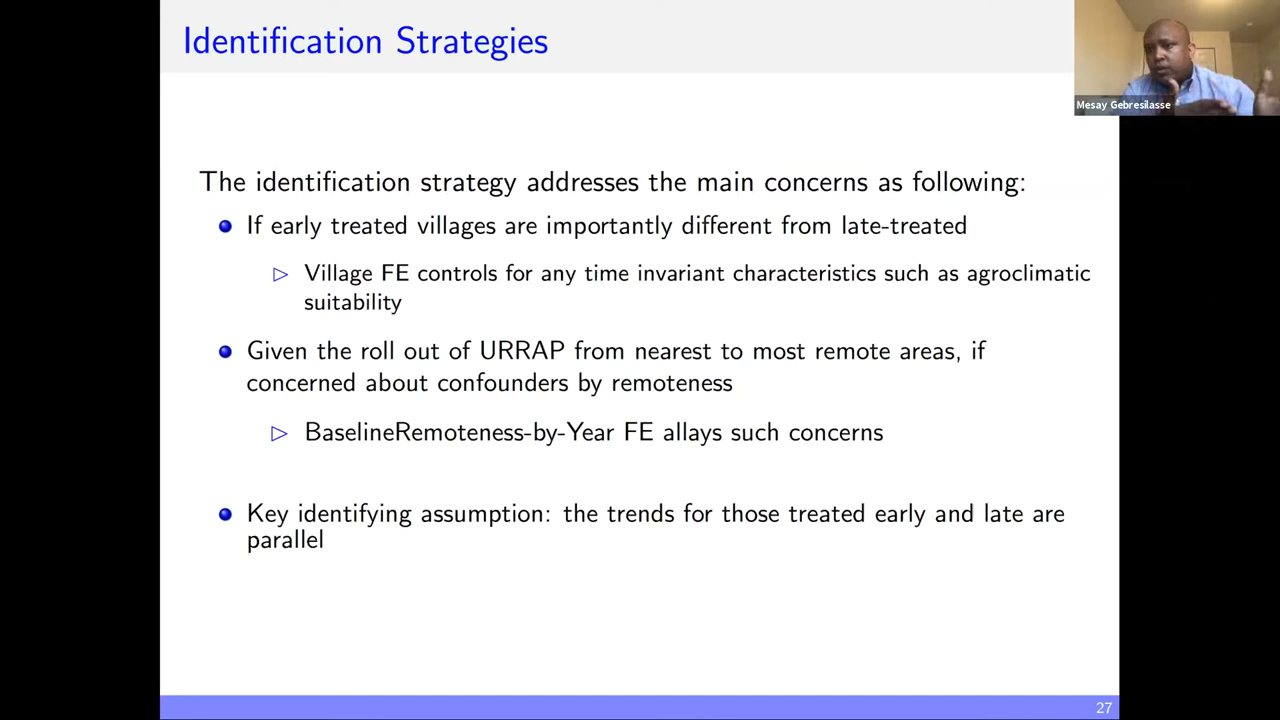 Identification Strategies
Mesay Gebresilasse
The identification strategy addresses the main concerns as following:
If early treated villages are importantly different from late-treated
Village FE controls for any time invariant characteristics such as agroclimatic
suitability
Given the roll out of URRAP from nearest to most remote areas, if
concerned about confounders by remoteness
BaselineRemoteness-by-Year FE allays such concerns
Key identifying assumption: the trends for those treated early and late are
parallel
27